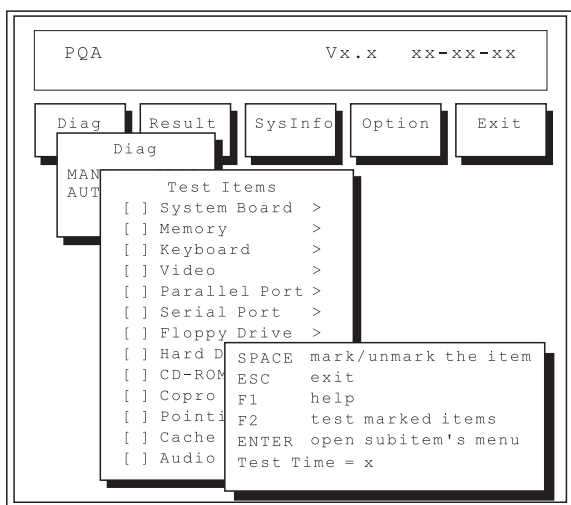 PQA Vx.x xx-xx-xx
Diag Result SysInfo Option Exit
Diag
MAN
AUT
Test Items
[ ] System Board >
[ ] Memory >
[ ] Keyboard >
[ ] Video >
[ ] Parallel Port >
[ ] Serial Port >
[ ] Floppy Drive >
[ ] Hard D
[ ] CD-ROM
[ ] Copro
[ ] Pointi
[ ] Cache
[ ] Audio
SPACE mark/unmark the item
ESC exit
F1 help
F2 test marked items
ENTER open subitem's menu
Test Time = x